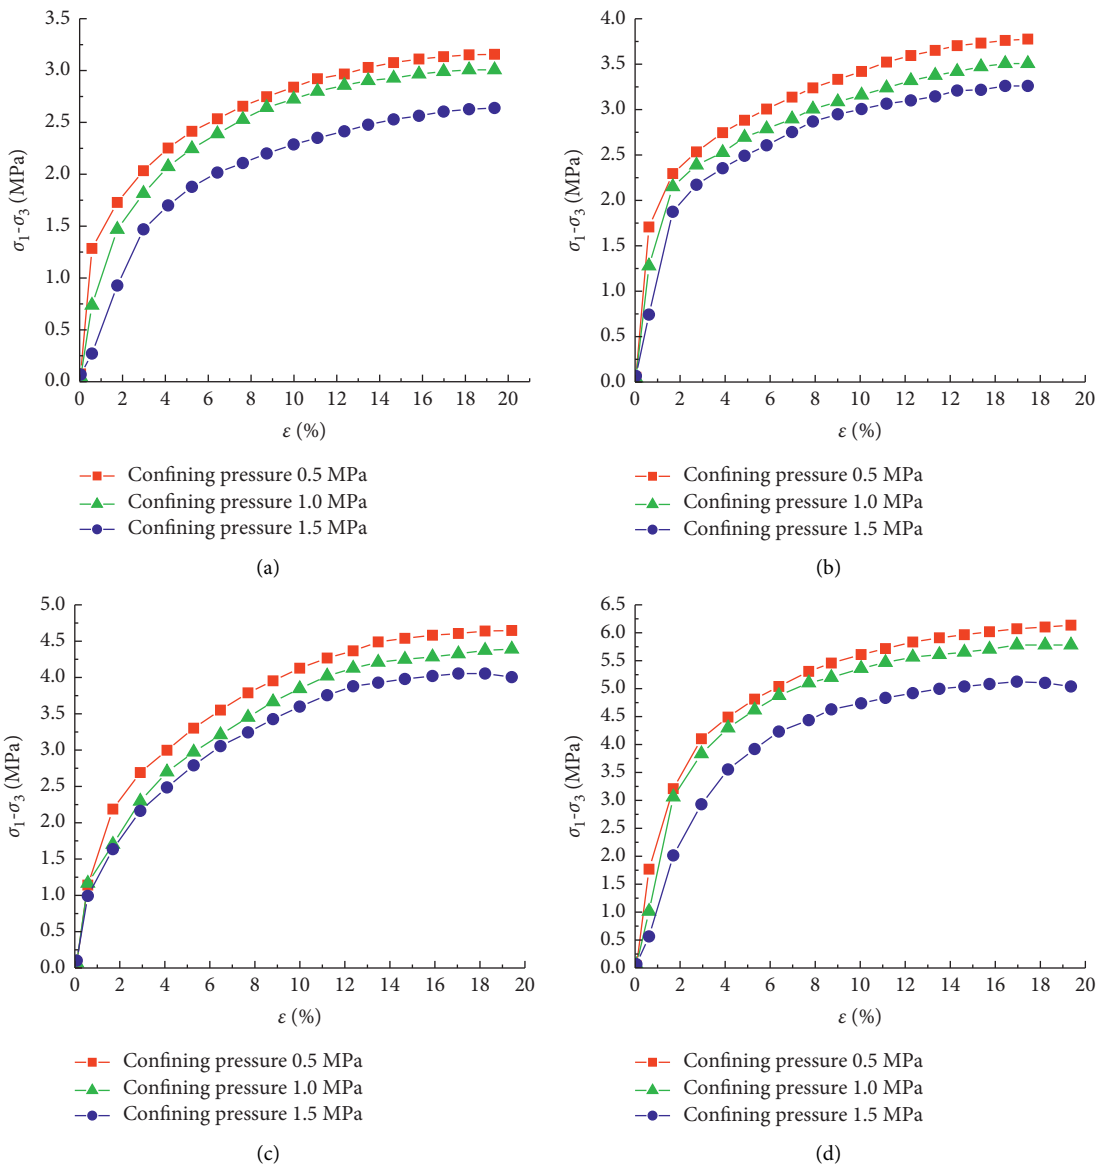 3.5
3.0
2.5
2.0
1.5
1.0
0.5
0.0
σ1-σ3 (MPa)
0 2 4 6 8 10 12 14 16 18 20
ε (%)
Confining pressure 0.5 MPa
Confining pressure 1.0 MPa
Confining pressure 1.5 MPa
(a)
4.0
3.5
3.0
2.5
2.0
1.5
1.0
0.5
0.0
σ1-σ3 (MPa)
0 2 4 6 8 10 12 14 16 18 20
ε (%)
Confining pressure 0.5 MPa
Confining pressure 1.0 MPa
Confining pressure 1.5 MPa
(b)
5.0
4.5
4.0
3.5
3.0
2.5
2.0
1.5
1.0
0.5
0.0
σ1-σ3 (MPa)
0 2 4 6 8 10 12 14 16 18 20
ε (%)
Confining pressure 0.5 MPa
Confining pressure 1.0 MPa
Confining pressure 1.5 MPa
(c)
6.5
6.0
5.5
5.0
4.5
4.0
3.5
3.0
2.5
2.0
1.5
1.0
0.5
0.0
σ1-σ3 (MPa)
0 2 4 6 8 10 12 14 16 18 20
ε (%)
Confining pressure 0.5 MPa
Confining pressure 1.0 MPa
Confining pressure 1.5 MPa
(d)